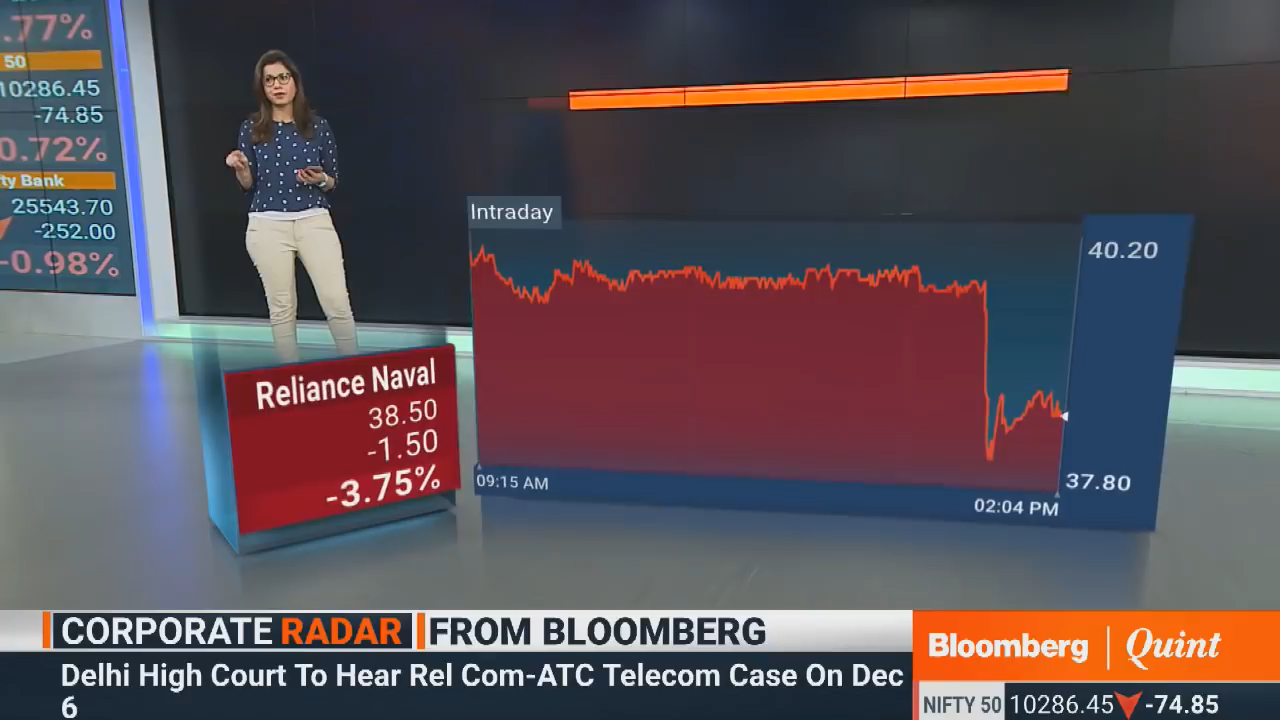 .77%
50
10286.45
-74.85
0.72%
ty Bank
25543.70
-252.00
-0.98%
Intraday
40.20
37.80
09:15 AM
02:04 PM
Reliance Naval
38.50
-1.50
-3.75%
CORPORATE RADAR FROM BLOOMBERG
Delhi High Court To Hear Rel Com-ATC Telecom Case On Dec
6
Bloomberg | Quint
NIFTY 50 10286.45 -74.85